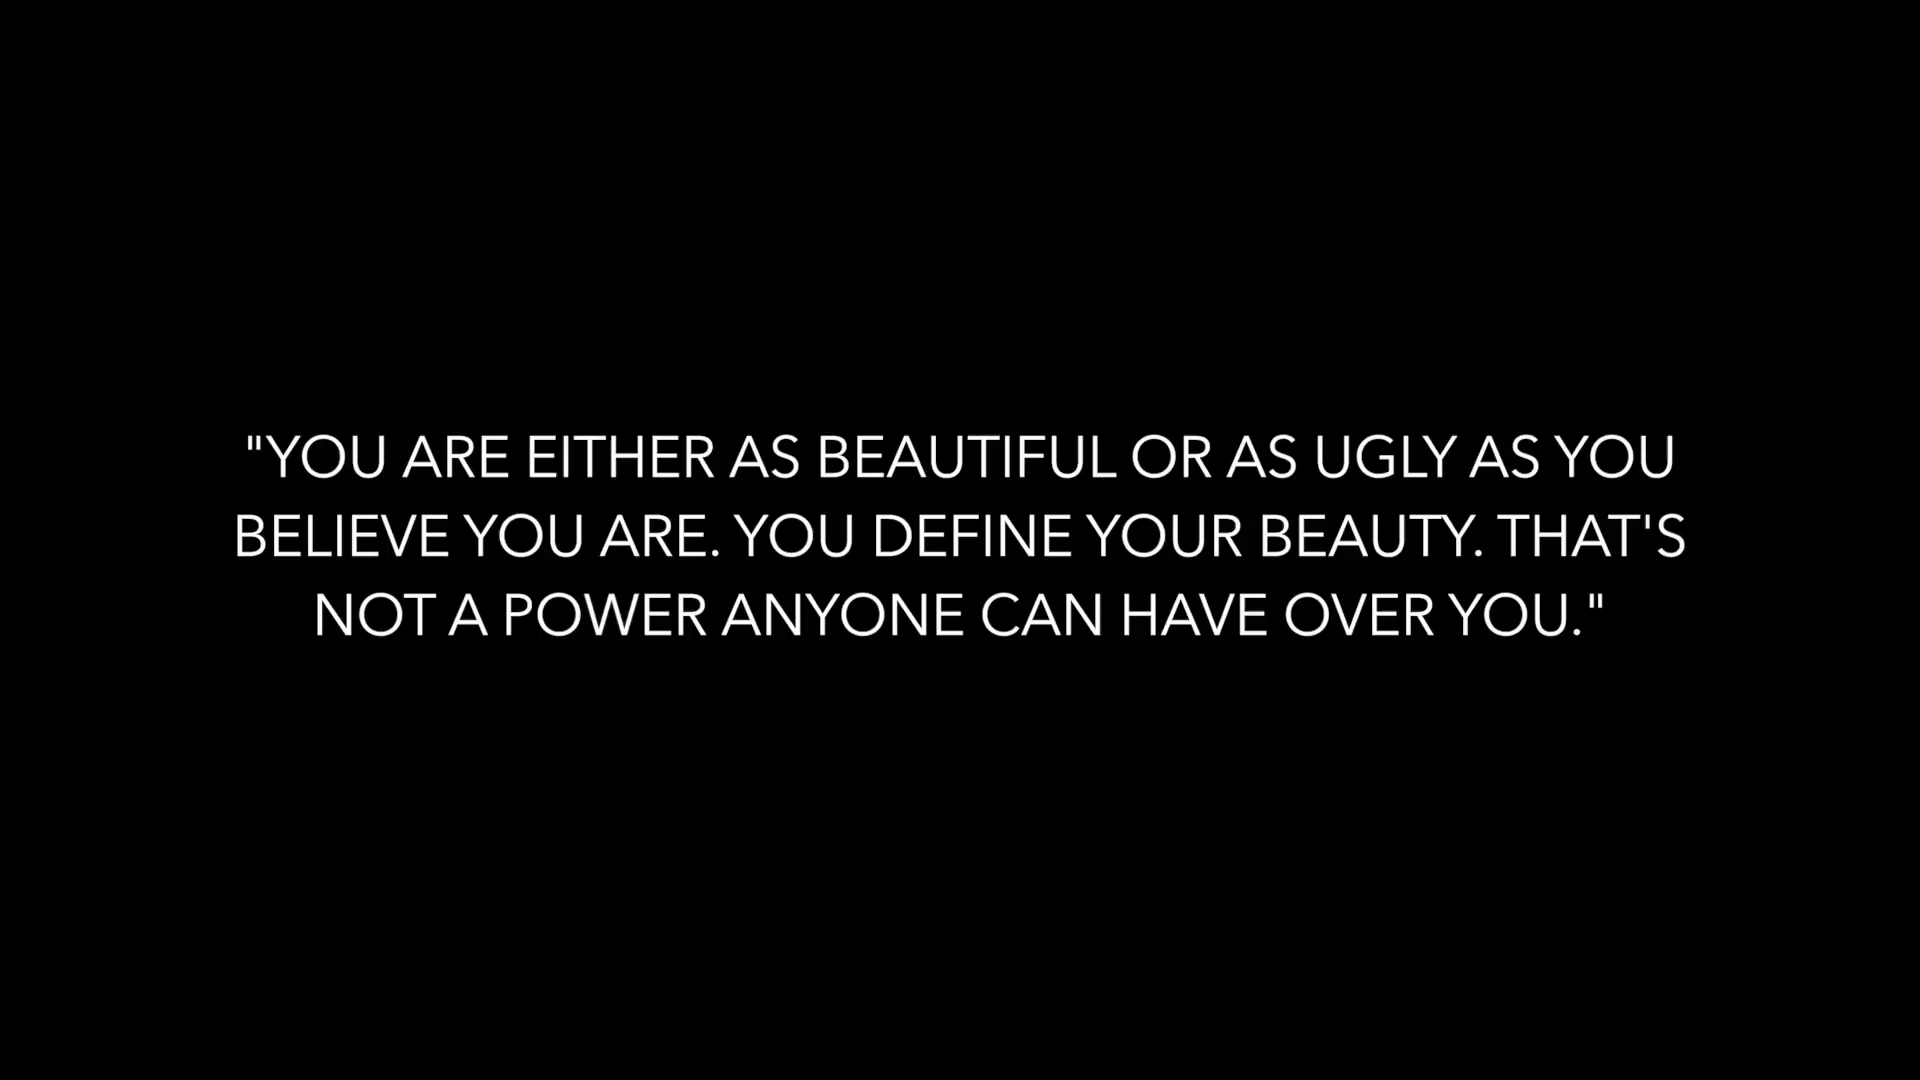 "YOU ARE EITHER AS BEAUTIFUL OR AS UGLY AS YOU
BELIEVE YOU ARE. YOU DEFINE YOUR BEAUTY. THAT'S
NOT A POWER ANYONE CAN HAVE OVER YOU."